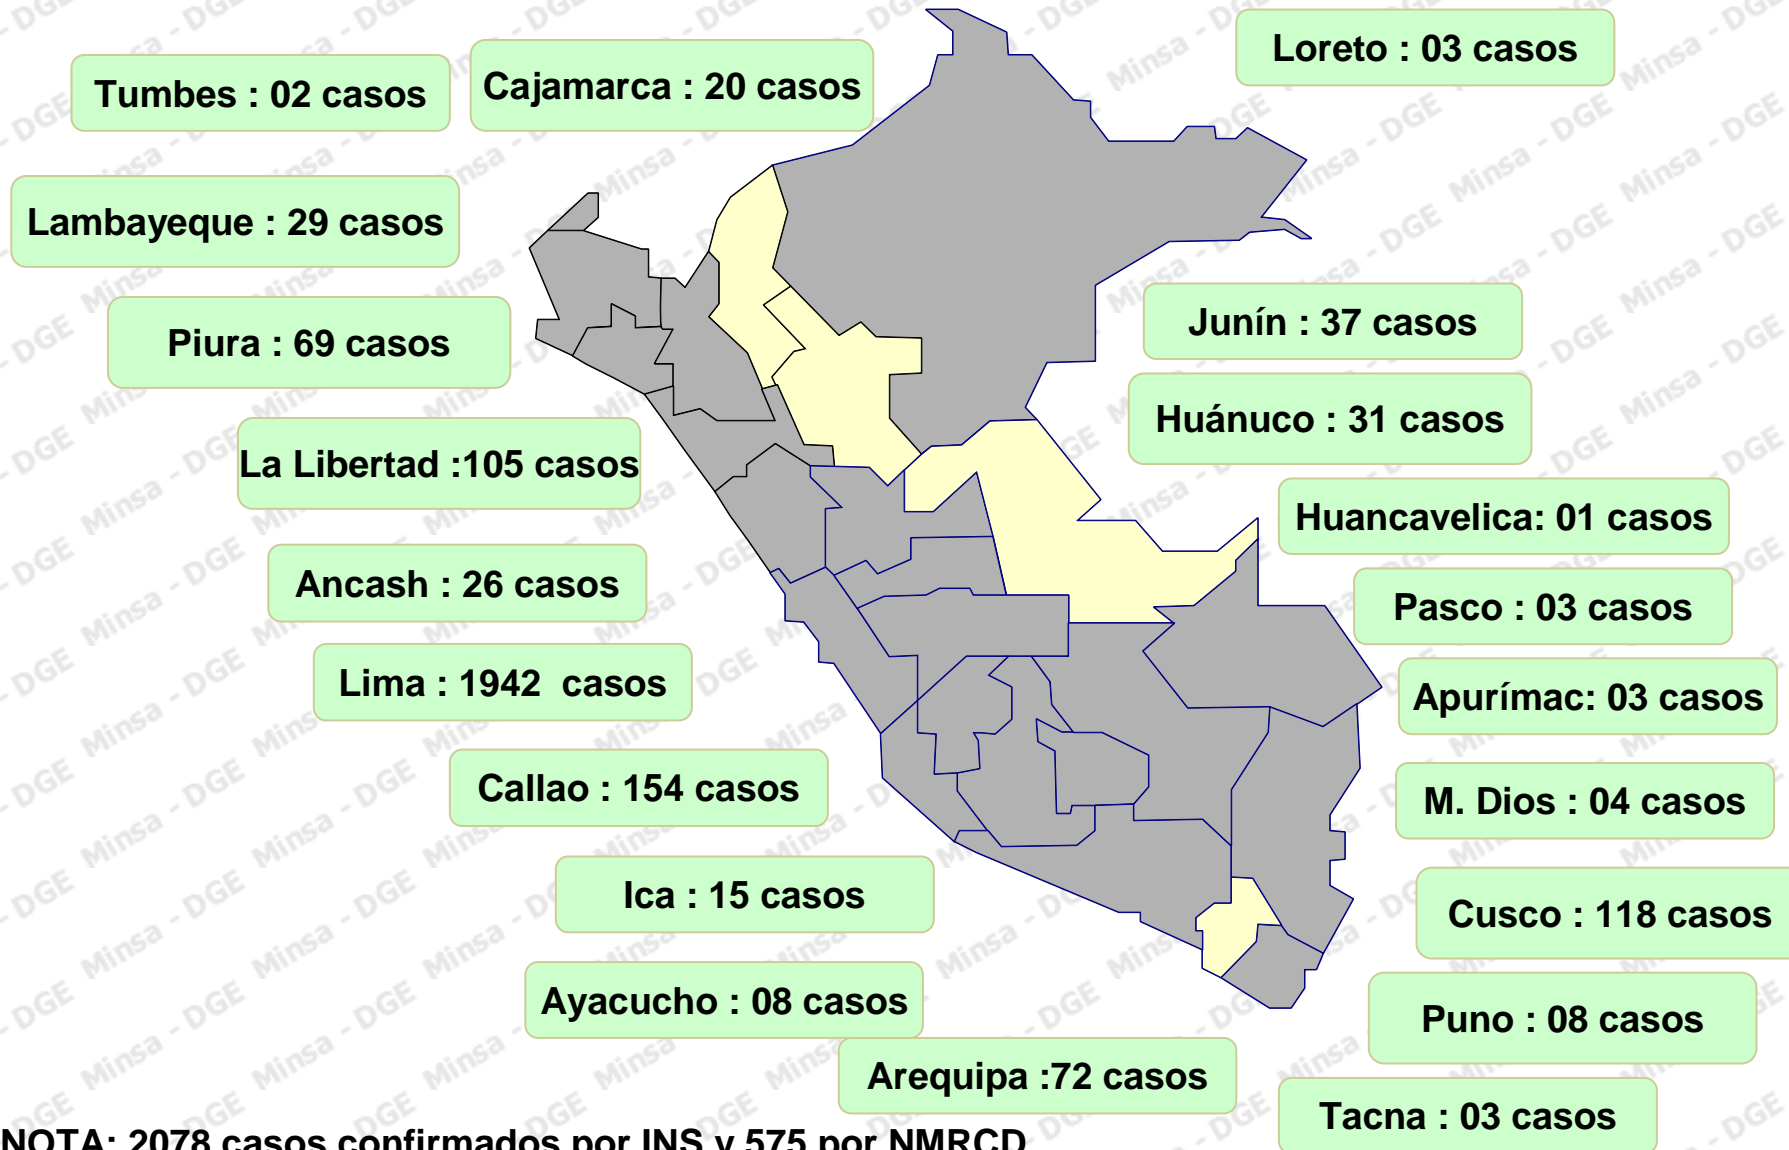 Tumbes : 02 casos
Cajamarca : 20 casos
Loreto : 03 casos
Lambayeque : 29 casos
Piura : 69 casos
Junín : 37 casos
Huánuco : 31 casos
La Libertad :105 casos
Huancavelica: 01 casos
Ancash : 26 casos
Pasco : 03 casos
Lima : 1942 casos
Apurímac: 03 casos
Callao : 154 casos
M. Dios : 04 casos
Ica : 15 casos
Cusco : 118 casos
Ayacucho : 08 casos
Puno : 08 casos
Arequipa :72 casos
Tacna : 03 casos
NOTA: 2078 casos confirmados por INS y 575 por NMRCD
Minsa - DGE